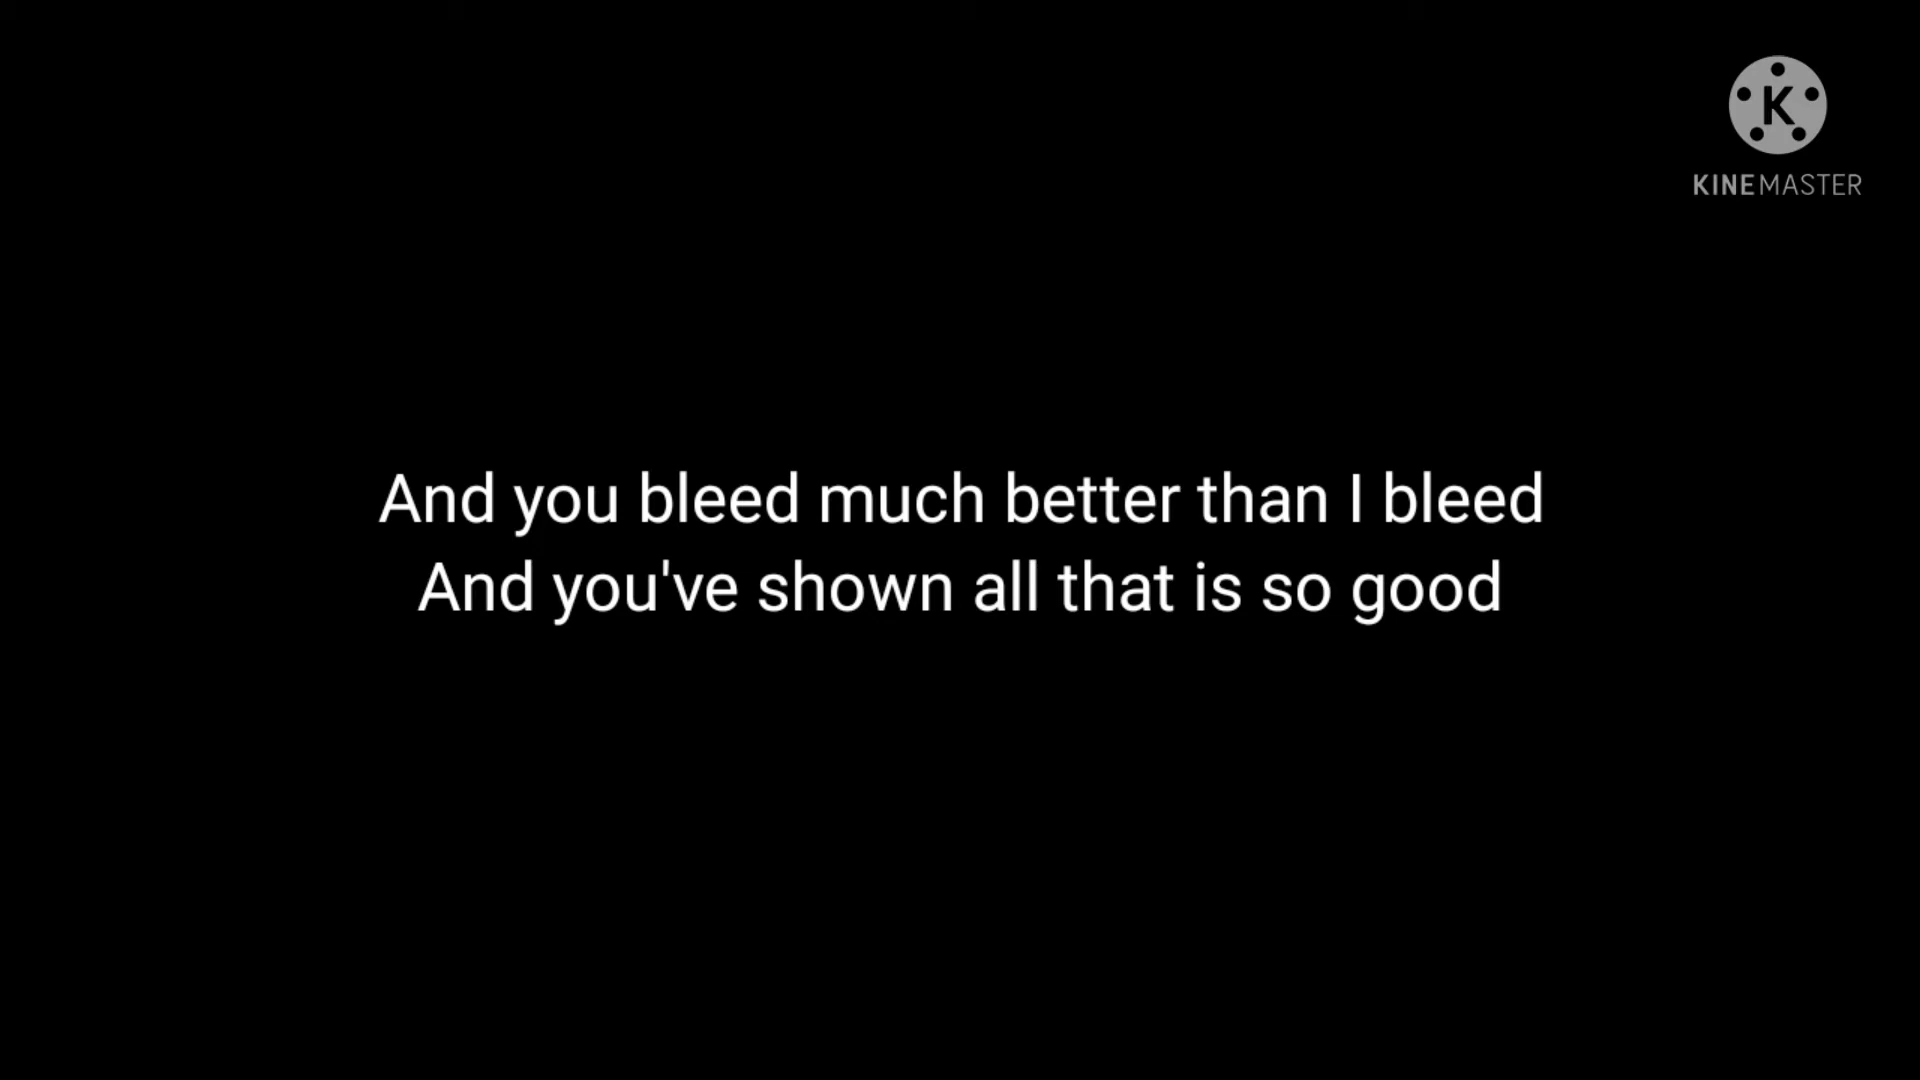 K
KINEMASTER
And you bleed much better than I bleed
And you've shown all that is so good